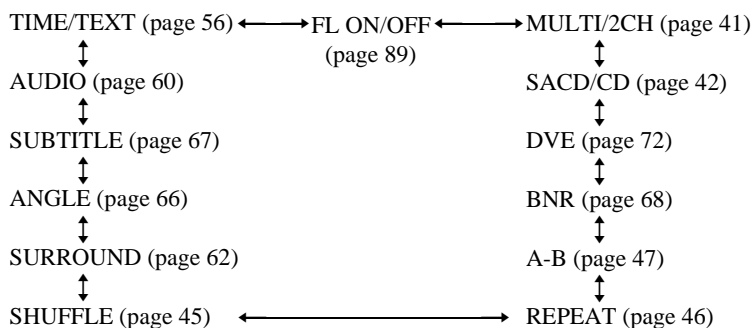 TIME/TEXT (page 56) FL ON/OFF MULTI/2CH (page 41)
(page 89)
AUDIO (page 60) SACD/CD (page 42)
SUBTITLE (page 67) DVE (page 72)
ANGLE (page 66) BNR (page 68)
SURROUND (page 62) A-B (page 47)
SHUFFLE (page 45) REPEAT (page 46)